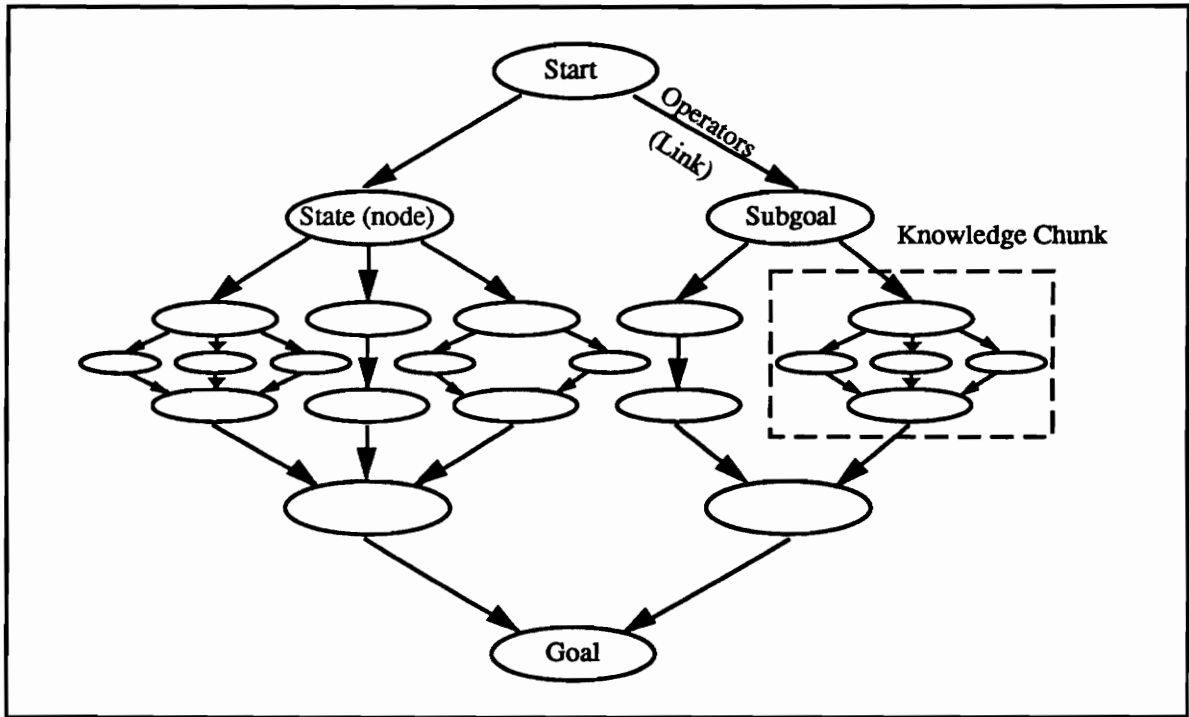 Start
Operators
(Link)
State (node)
Subgoal
Knowledge Chunk
Goal